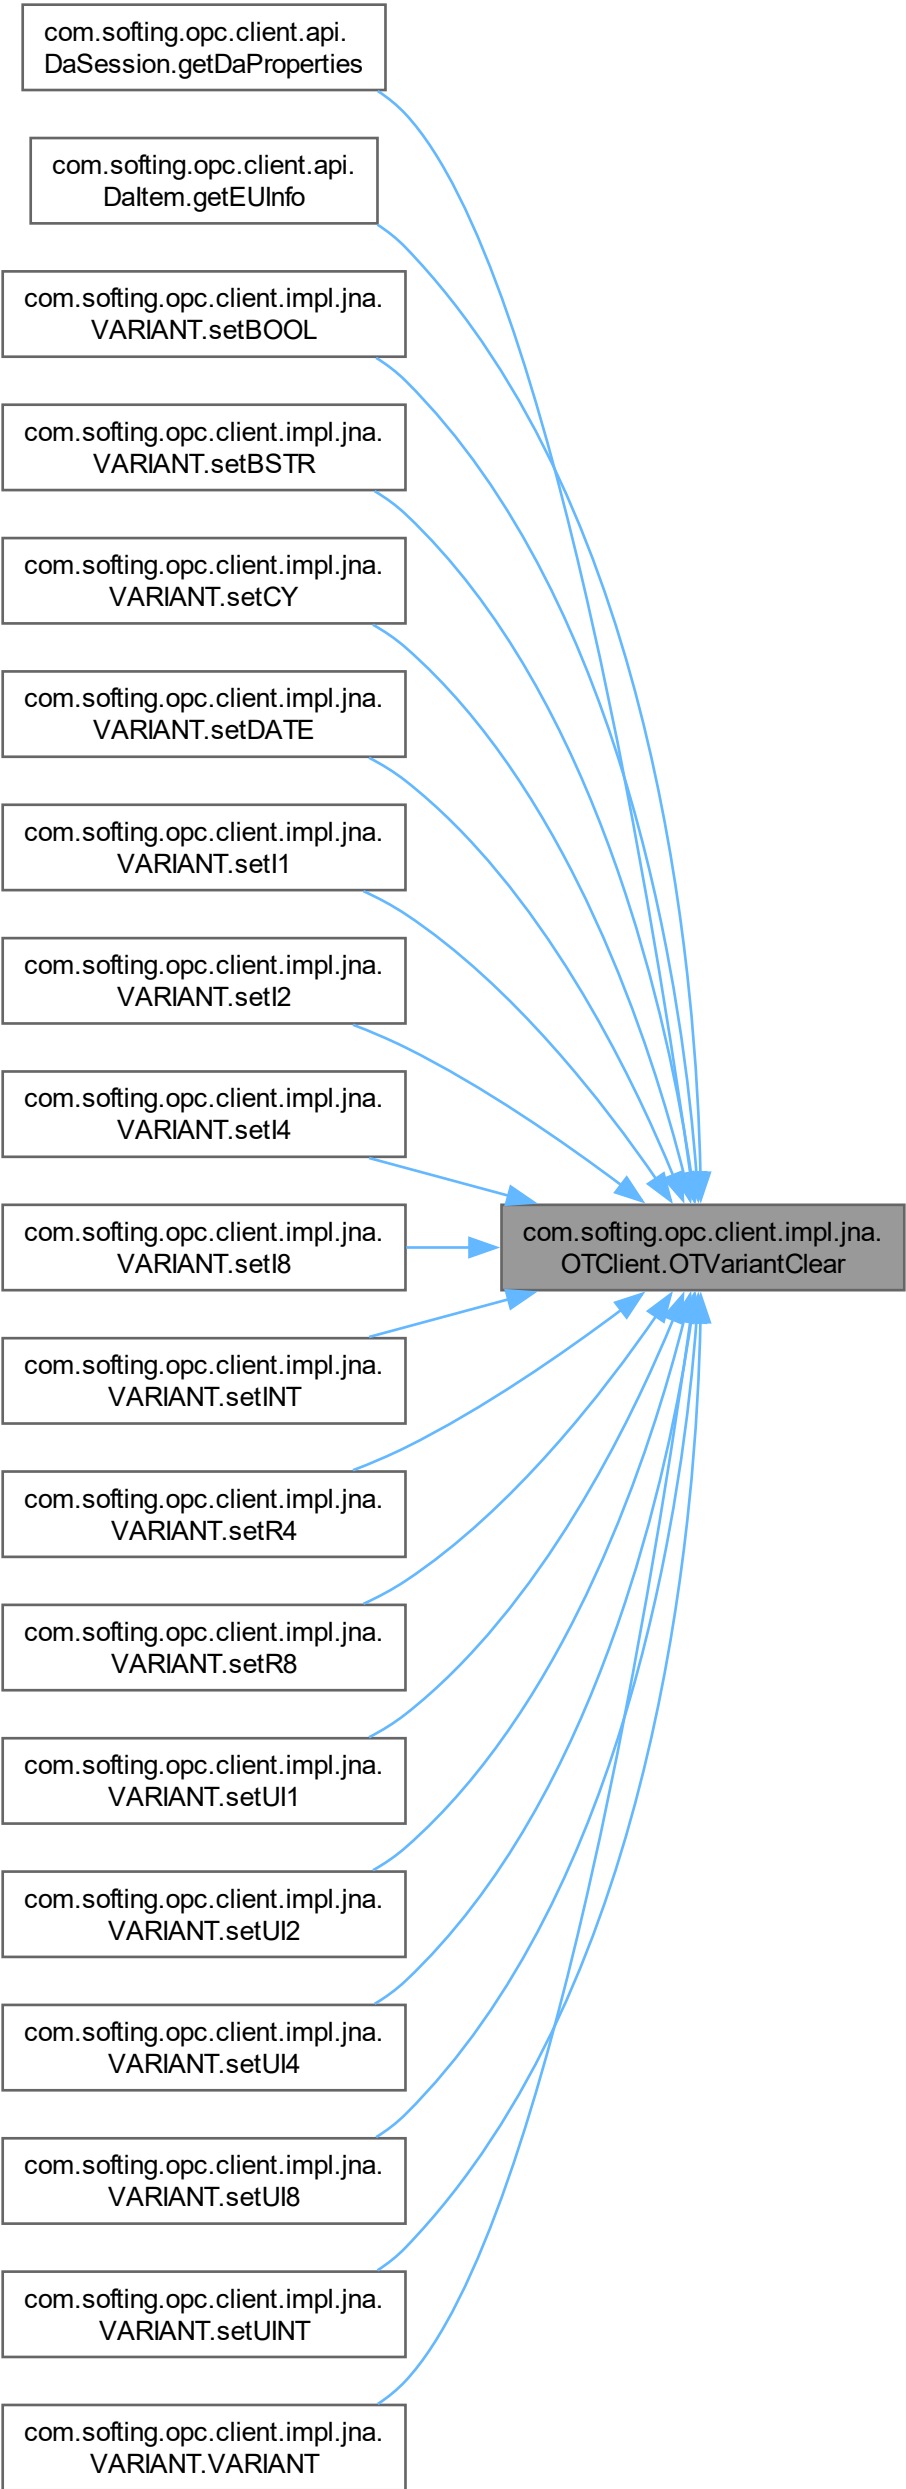 com.softing.opc.client.api.
DaSession.getDaProperties
com.softing.opc.client.api.
DaItem.getEUInfo
com.softing.opc.client.impl.jna.
VARIANT.setBOOL
com.softing.opc.client.impl.jna.
VARIANT.setBSTR
com.softing.opc.client.impl.jna.
VARIANT.setCY
com.softing.opc.client.impl.jna.
VARIANT.setDATE
com.softing.opc.client.impl.jna.
VARIANT.setI1
com.softing.opc.client.impl.jna.
VARIANT.setI2
com.softing.opc.client.impl.jna.
VARIANT.setI4
com.softing.opc.client.impl.jna.
VARIANT.setI8
com.softing.opc.client.impl.jna.
OTClient.OTVariantClear
com.softing.opc.client.impl.jna.
VARIANT.setINT
com.softing.opc.client.impl.jna.
VARIANT.setR4
com.softing.opc.client.impl.jna.
VARIANT.setR8
com.softing.opc.client.impl.jna.
VARIANT.setUI1
com.softing.opc.client.impl.jna.
VARIANT.setUI2
com.softing.opc.client.impl.jna.
VARIANT.setUI4
com.softing.opc.client.impl.jna.
VARIANT.setUI8
com.softing.opc.client.impl.jna.
VARIANT.setUINT
com.softing.opc.client.impl.jna.
VARIANT.VARIANT